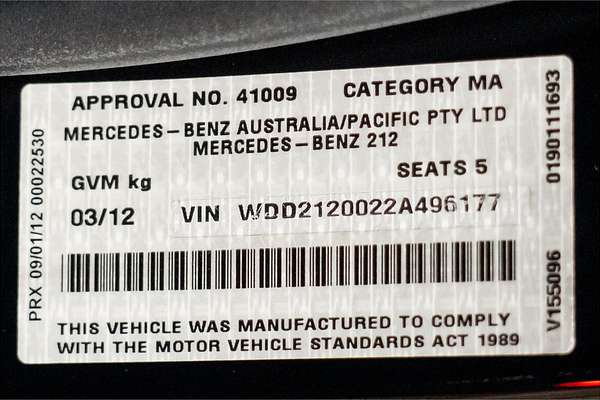 APPROVAL NO. 41009 CATEGORY MA
MERCEDES-BENZ AUSTRALIA/PACIFIC PTY LTD
MERCEDES-BENZ 212
GVM kg SEATS 5
03/12 VIN WDD2120022A496177
THIS VEHICLE WAS MANUFACTURED TO COMPLY
WITH THE MOTOR VEHICLE STANDARDS ACT 1989
PRX 09/01/12 00022530
V155096 0190111693